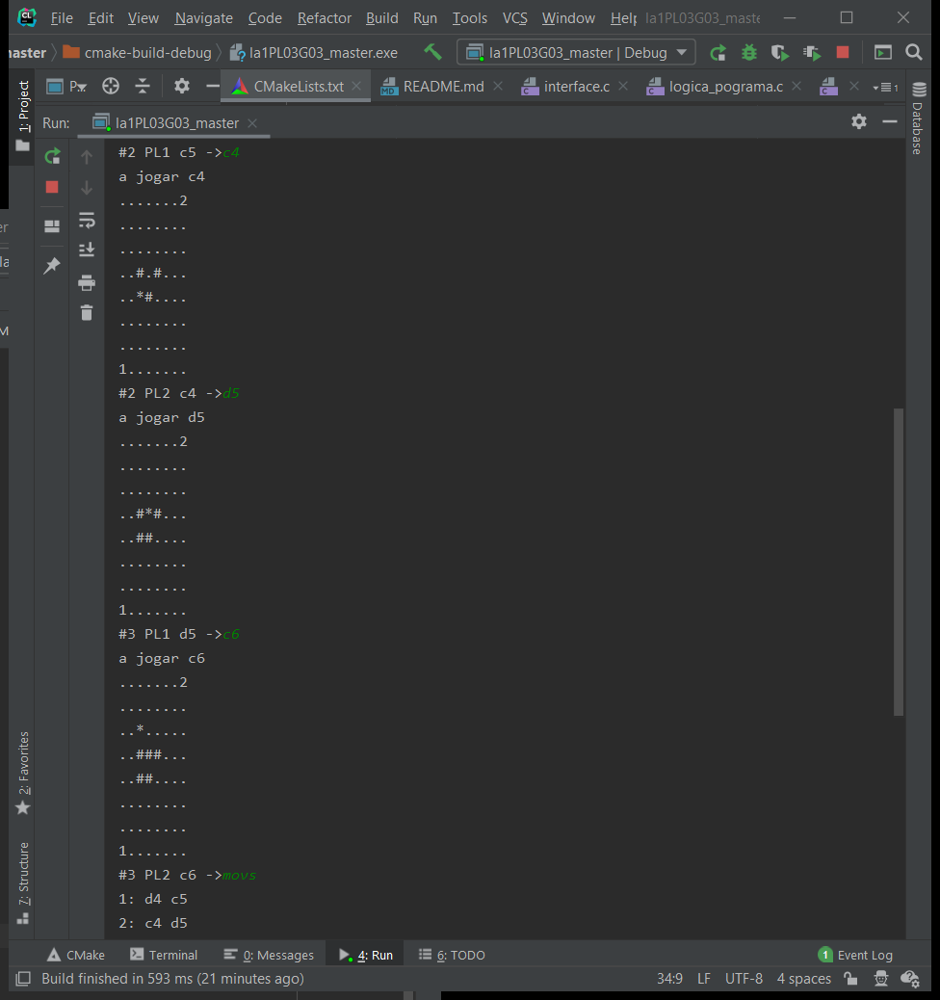 File Edit View Navigate Code Refactor Build Run Tools VCS Window Help la1PL03G03_maste
naster cmake-build-debug la1PL03G03_master.exe la1PL03G03_master | Debug
1: Project P... CMakeLists.txt README.md interface.c logica_pograma.c 1
Database
Run: la1PL03G03_master
#2 PL1 c5 ->c4
a jogar c4
.......2
........
........
..#.#...
..*#....
........
........
1.......
#2 PL2 c4 ->d5
a jogar d5
.......2
........
........
..#*#...
..##....
........
........
1.......
#3 PL1 d5 ->c6
a jogar c6
.......2
........
..*.....
..###...
..##....
........
........
1.......
#3 PL2 c6 ->movs
1: d4 c5
2: c4 d5
2: Favorites
7: Structure
CMake Terminal 0: Messages 4: Run 6: TODO 1 Event Log
Build finished in 593 ms (21 minutes ago) 34:9 LF UTF-8 4 spaces